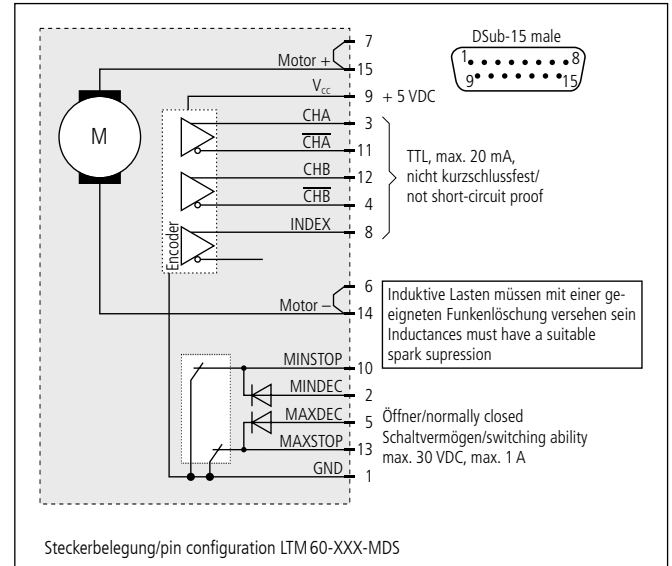 DSub-15 male
1 8
9 15
7
Motor + 15
Vcc 9 + 5 VDC
CHA 3
C̅H̅A̅ 11
CHB 12
C̅H̅B̅ 4
INDEX 8
TTL, max. 20 mA,
nicht kurzschlussfest/
not short-circuit proof
M
Encoder
6
Motor – 14
Induktive Lasten müssen mit einer ge-
eigneten Funkenlöschung versehen sein
Inductances must have a suitable
spark supression
MINSTOP 10
MINDEC 2
MAXDEC 5
MAXSTOP 13
GND 1
Öffner/normally closed
Schaltvermögen/switching ability
max. 30 VDC, max. 1 A
Steckerbelegung/pin configuration LTM 60-XXX-MDS